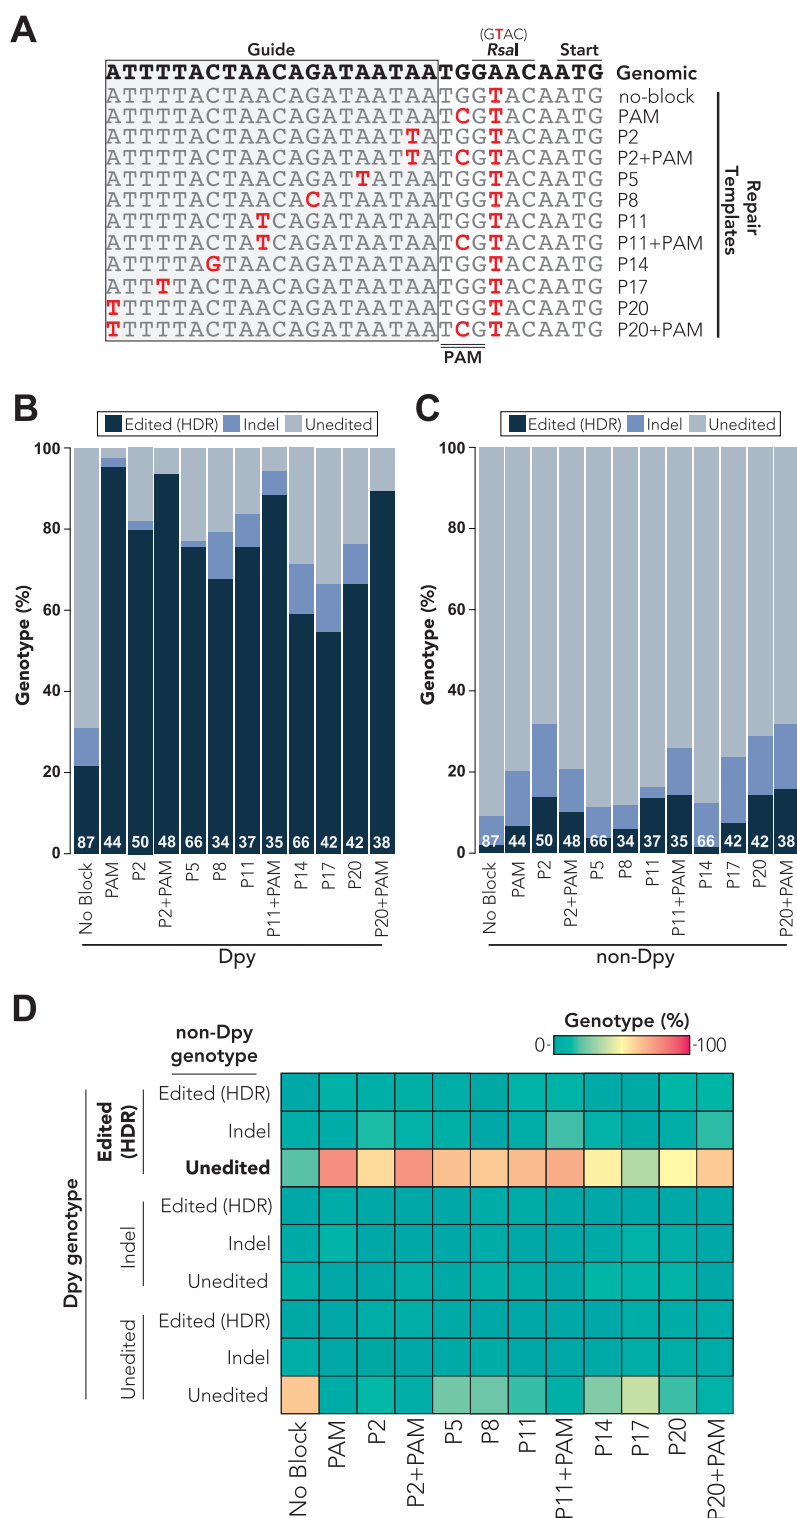 A
(GTAC)
Guide RsaI Start
ATTTTACTAACAGATAATAATGGAACAATG Genomic
ATTTTACTAACAGATAATAATGGTACAATG no-block
ATTTTACTAACAGATAATAATCGTACAATG PAM
ATTTTACTAACAGATAATTATGGTACAATG P2
ATTTTACTAACAGATAATTATCGTACAATG P2+PAM
ATTTTACTAACAGATTATAATGGTACAATG P5
ATTTTACTAACACATAATAATGGTACAATG P8
ATTTTACTATCAGATAATAATGGTACAATG P11
ATTTTACTATCAGATAATAATCGTACAATG P11+PAM
ATTTTAGTAACAGATAATAATGGTACAATG P14
ATTTTACTAACAGATAATAATGGTACAATG P17
TTTTTACTAACAGATAATAATGGTACAATG P20
TTTTTACTAACAGATAATAATCGTACAATG P20+PAM
PAM
Repair
Templates
B
Edited (HDR) Indel Unedited
Genotype (%)
100
80
60
40
20
0
87 44 50 48 66 34 37 35 66 42 42 38
No Block PAM P2 P2+PAM P5 P8 P11 P11+PAM P14 P17 P20 P20+PAM
Dpy
C
Edited (HDR) Indel Unedited
Genotype (%)
100
80
60
40
20
0
87 44 50 48 66 34 37 35 66 42 42 38
No Block PAM P2 P2+PAM P5 P8 P11 P11+PAM P14 P17 P20 P20+PAM
non-Dpy
D
non-Dpy
genotype
Genotype (%)
0- -100
Dpy genotype
Edited
(HDR)
Edited (HDR)
Indel
Unedited
Indel
Edited (HDR)
Indel
Unedited
Unedited
Edited (HDR)
Indel
Unedited
No Block PAM P2 P2+PAM P5 P8 P11 P11+PAM P14 P17 P20 P20+PAM